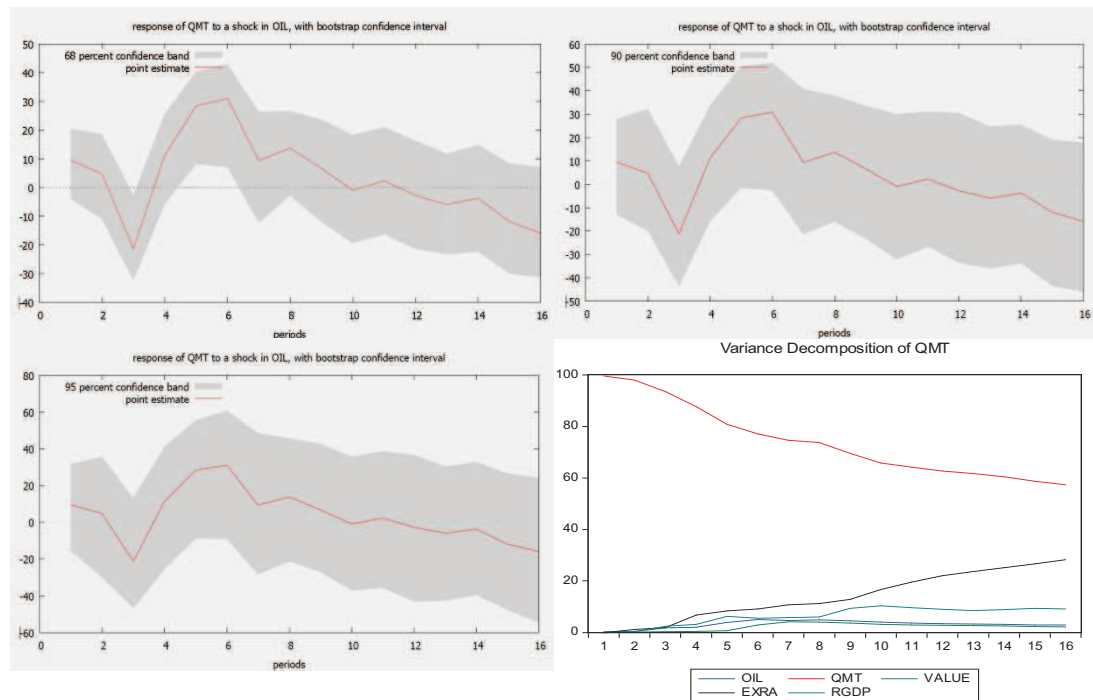 response of QMT to a shock in OIL, with bootstrap confidence interval
68 percent confidence band
point estimate
50
40
30
20
10
0
-10
-20
-30
-40
0 2 4 6 8 10 12 14 16
periods
response of QMT to a shock in OIL, with bootstrap confidence interval
90 percent confidence band
point estimate
60
50
40
30
20
10
0
-10
-20
-30
-40
-50
0 2 4 6 8 10 12 14 16
periods
response of QMT to a shock in OIL, with bootstrap confidence interval
95 percent confidence band
point estimate
80
60
40
20
0
-20
-40
-60
0 2 4 6 8 10 12 14 16
periods
Variance Decomposition of QMT
100
80
60
40
20
0
1 2 3 4 5 6 7 8 9 10 11 12 13 14 15 16
OIL QMT VALUE
EXRA RGDP